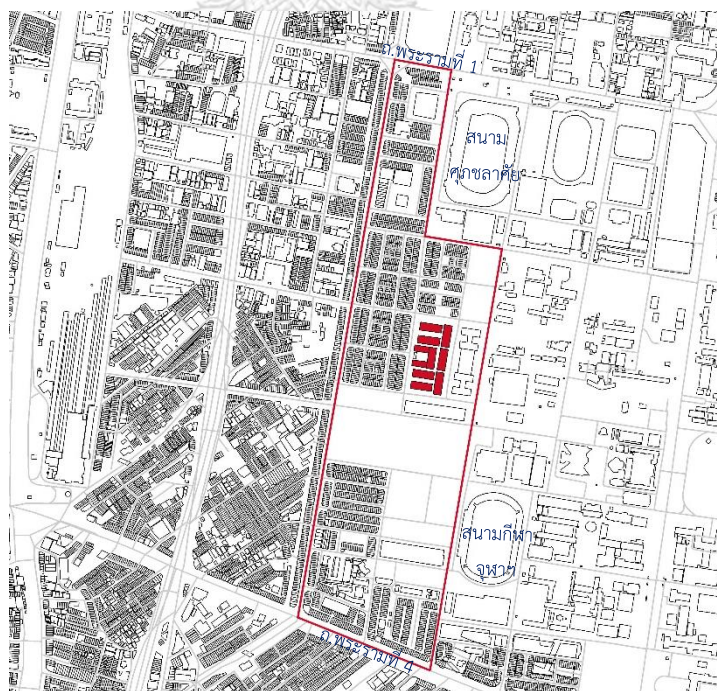 ถ.พระรามที่ 1
สนาม
ศุภชลาศัย
สนามกีฬา
จุฬาฯ
ถ.พระรามที่ 4